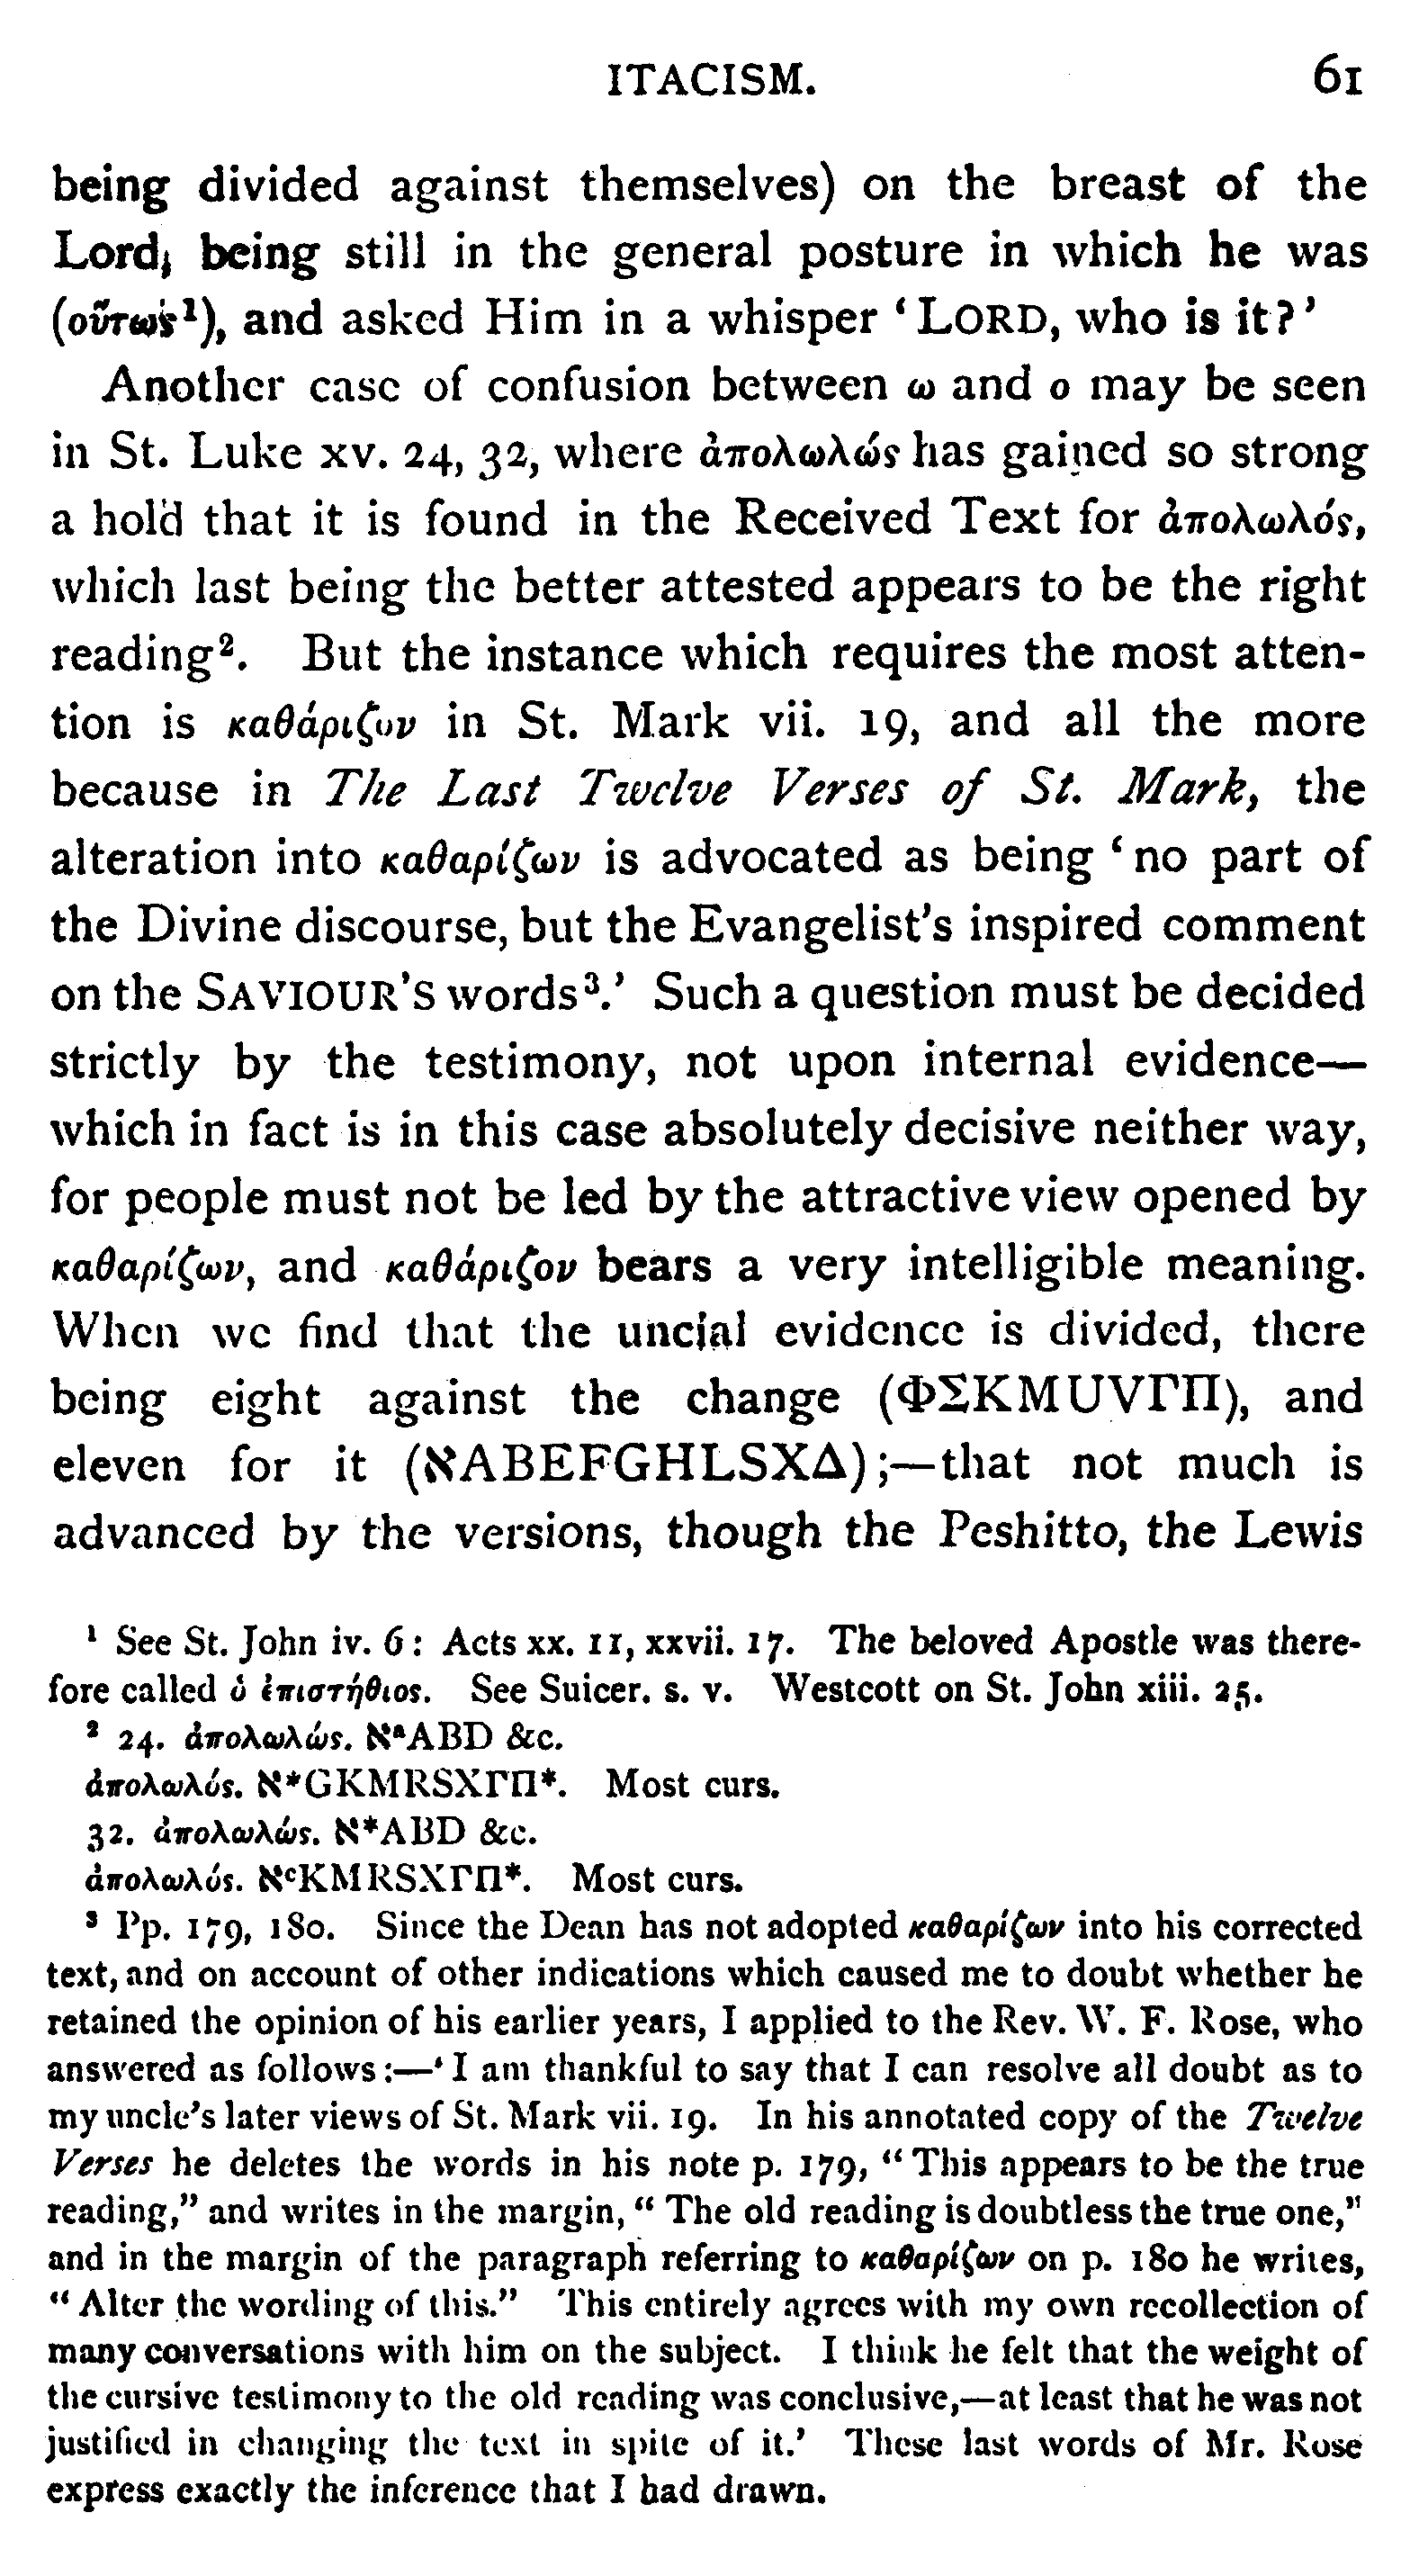 ITACISM. 61
being divided against themselves) on the breast of the
Lord, being still in the general posture in which he was
(οὕτως¹), and asked Him in a whisper ‘LORD, who is it?’
Another case of confusion between ω and ο may be seen
in St. Luke xv. 24, 32, where ἀπολωλώς has gained so strong
a hold that it is found in the Received Text for ἀπολωλός,
which last being the better attested appears to be the right
reading². But the instance which requires the most atten-
tion is καθάριζον in St. Mark vii. 19, and all the more
because in The Last Twelve Verses of St. Mark, the
alteration into καθαρίζων is advocated as being ‘no part of
the Divine discourse, but the Evangelist’s inspired comment
on the SAVIOUR’S words³.’ Such a question must be decided
strictly by the testimony, not upon internal evidence—
which in fact is in this case absolutely decisive neither way,
for people must not be led by the attractive view opened by
καθαρίζων, and καθάριζον bears a very intelligible meaning.
When we find that the uncial evidence is divided, there
being eight against the change (ΦΣΚMUVΓΠ), and
eleven for it (אABEFGHLSXΔ);—that not much is
advanced by the versions, though the Peshitto, the Lewis
¹ See St. John iv. 6: Acts xx. 11, xxvii. 17. The beloved Apostle was there-
fore called ὁ ἐπιστήθιος. See Suicer. s. v. Westcott on St. John xiii. 25.
² 24. ἀπολωλώς. אᵃABD &c.
ἀπολωλός. א*GKMRSXΓΠ*. Most curs.
32. ἀπολωλώς. א*ABD &c.
ἀπολωλός. אᶜKMRSXΓΠ*. Most curs.
³ Pp. 179, 180. Since the Dean has not adopted καθαρίζων into his corrected
text, and on account of other indications which caused me to doubt whether he
retained the opinion of his earlier years, I applied to the Rev. W. F. Rose, who
answered as follows:—‘I am thankful to say that I can resolve all doubt as to
my uncle’s later views of St. Mark vii. 19. In his annotated copy of the Twelve
Verses he deletes the words in his note p. 179, “This appears to be the true
reading,” and writes in the margin, “The old reading is doubtless the true one,”
and in the margin of the paragraph referring to καθαρίζων on p. 180 he writes,
“Alter the wording of this.” This entirely agrees with my own recollection of
many conversations with him on the subject. I think he felt that the weight of
the cursive testimony to the old reading was conclusive,—at least that he was not
justified in changing the text in spite of it.’ These last words of Mr. Rose
express exactly the inference that I had drawn.